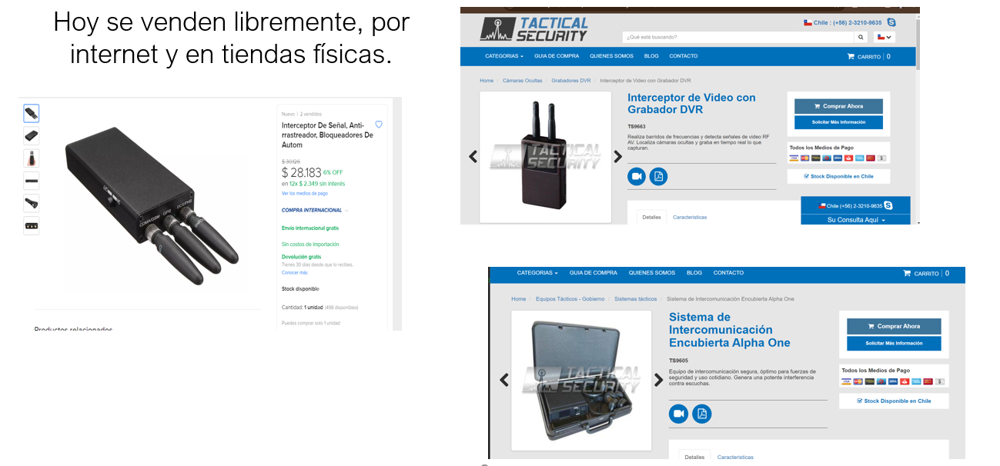 Hoy se venden libremente, por
internet y en tiendas físicas.
Nuevo | 2 vendidos
Interceptor De Señal, Anti-
rrastreador, Bloqueadores De
Autom
$ 30.126
$ 28.183 6% OFF
en 12x $ 2.349 sin interés
Ver los medios de pago
COMPRA INTERNACIONAL
Envío internacional gratis
Sin costos de importación
Devolución gratis
Tienes 30 días desde que lo recibes.
Conocer más
Stock disponible
Cantidad: 1 unidad (498 disponibles)
Puedes comprar solo 1 unidad
CDMA/GSM GPS DCS/PHS
Productos relacionados
TACTICAL
SECURITY
Chile : (+56) 2-3210-9635
¿Qué está buscando?
CATEGORIAS GUIA DE COMPRA QUIENES SOMOS BLOG CONTACTO CARRITO | 0
Home / Cámaras Ocultas / Grabadores DVR / Interceptor de Video con Grabador DVR
TACTICAL
SECURITY
Interceptor de Video con
Grabador DVR
TS9663
Realiza barridos de frecuencias y detecta señales de video RF
AV. Localiza cámaras ocultas y graba en tiempo real lo que
capturan.
Detalles Caracteristicas
Comprar Ahora
Solicitar Más Información
Todos los Medios de Pago
Stock Disponible en Chile
Chile (+56) 2-3210-9635
Su Consulta Aquí
CATEGORIAS GUIA DE COMPRA QUIENES SOMOS BLOG CONTACTO CARRITO | 0
Home / Equipos Tácticos - Gobierno / Sistemas tácticos / Sistema de Intercomunicación Encubierta Alpha One
TACTICAL
SECURITY
Sistema de
Intercomunicación
Encubierta Alpha One
TS9605
Equipo de intercomunicación segura, óptimo para fuerzas de
seguridad y uso cotidiano. Genera una potente interferencia
contra escuchas.
Detalles Caracteristicas
Comprar Ahora
Solicitar Más Información
Todos los Medios de Pago
Stock Disponible en Chile